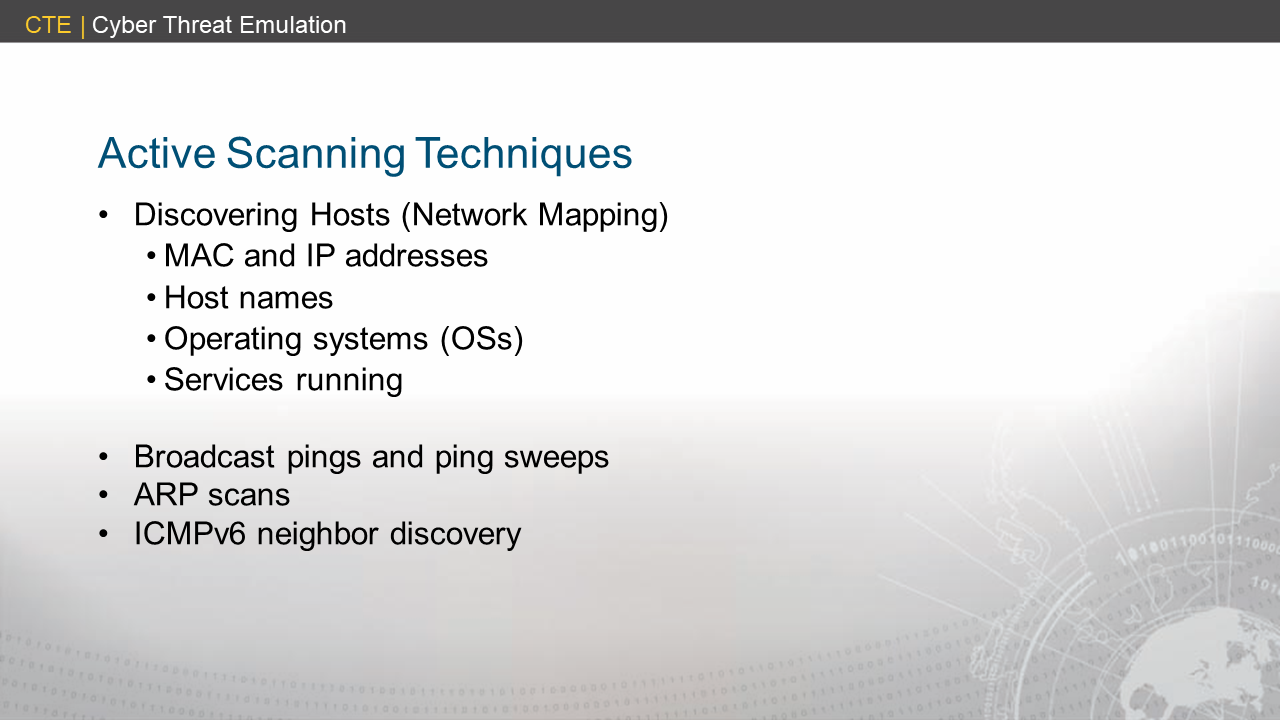 CTE | Cyber Threat Emulation
Active Scanning Techniques
• Discovering Hosts (Network Mapping)
• MAC and IP addresses
• Host names
• Operating systems (OSs)
• Services running
• Broadcast pings and ping sweeps
• ARP scans
• ICMPv6 neighbor discovery